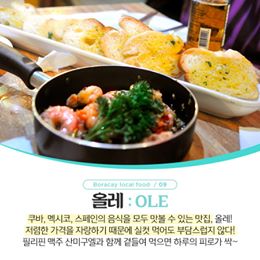 Boracay local food / 09
올레 : OLE
쿠바, 멕시코, 스페인의 음식을 모두 맛볼 수 있는 맛집, 올레!
저렴한 가격을 자랑하기 때문에 실컷 먹어도 부담스럽지 않다!
필리핀 맥주 산미구엘과 함께 곁들여 먹으면 하루의 피로가 싹~